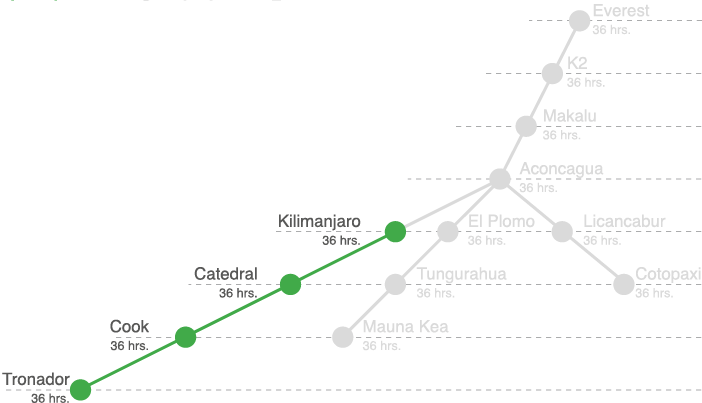 Everest
36 hrs.
K2
36 hrs.
Makalu
36 hrs.
Aconcagua
36 hrs.
Kilimanjaro
36 hrs.
El Plomo
36 hrs.
Licancabur
36 hrs.
Catedral
36 hrs.
Tungurahua
36 hrs.
Cotopaxi
36 hrs.
Cook
36 hrs.
Mauna Kea
36 hrs.
Tronador
36 hrs.